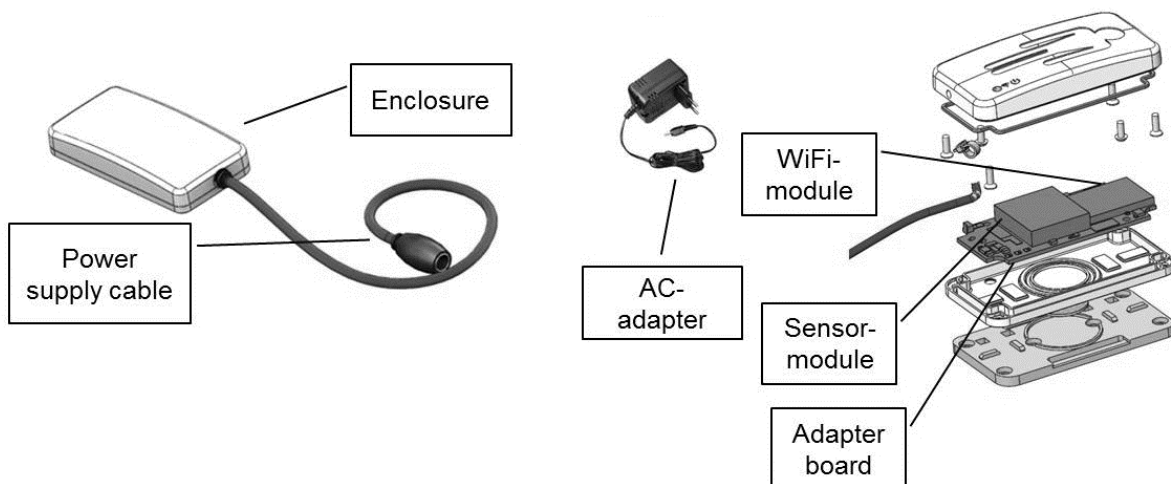 Enclosure
Power
supply cable
AC-
adapter
WiFi-
module
Sensor-
module
Adapter
board